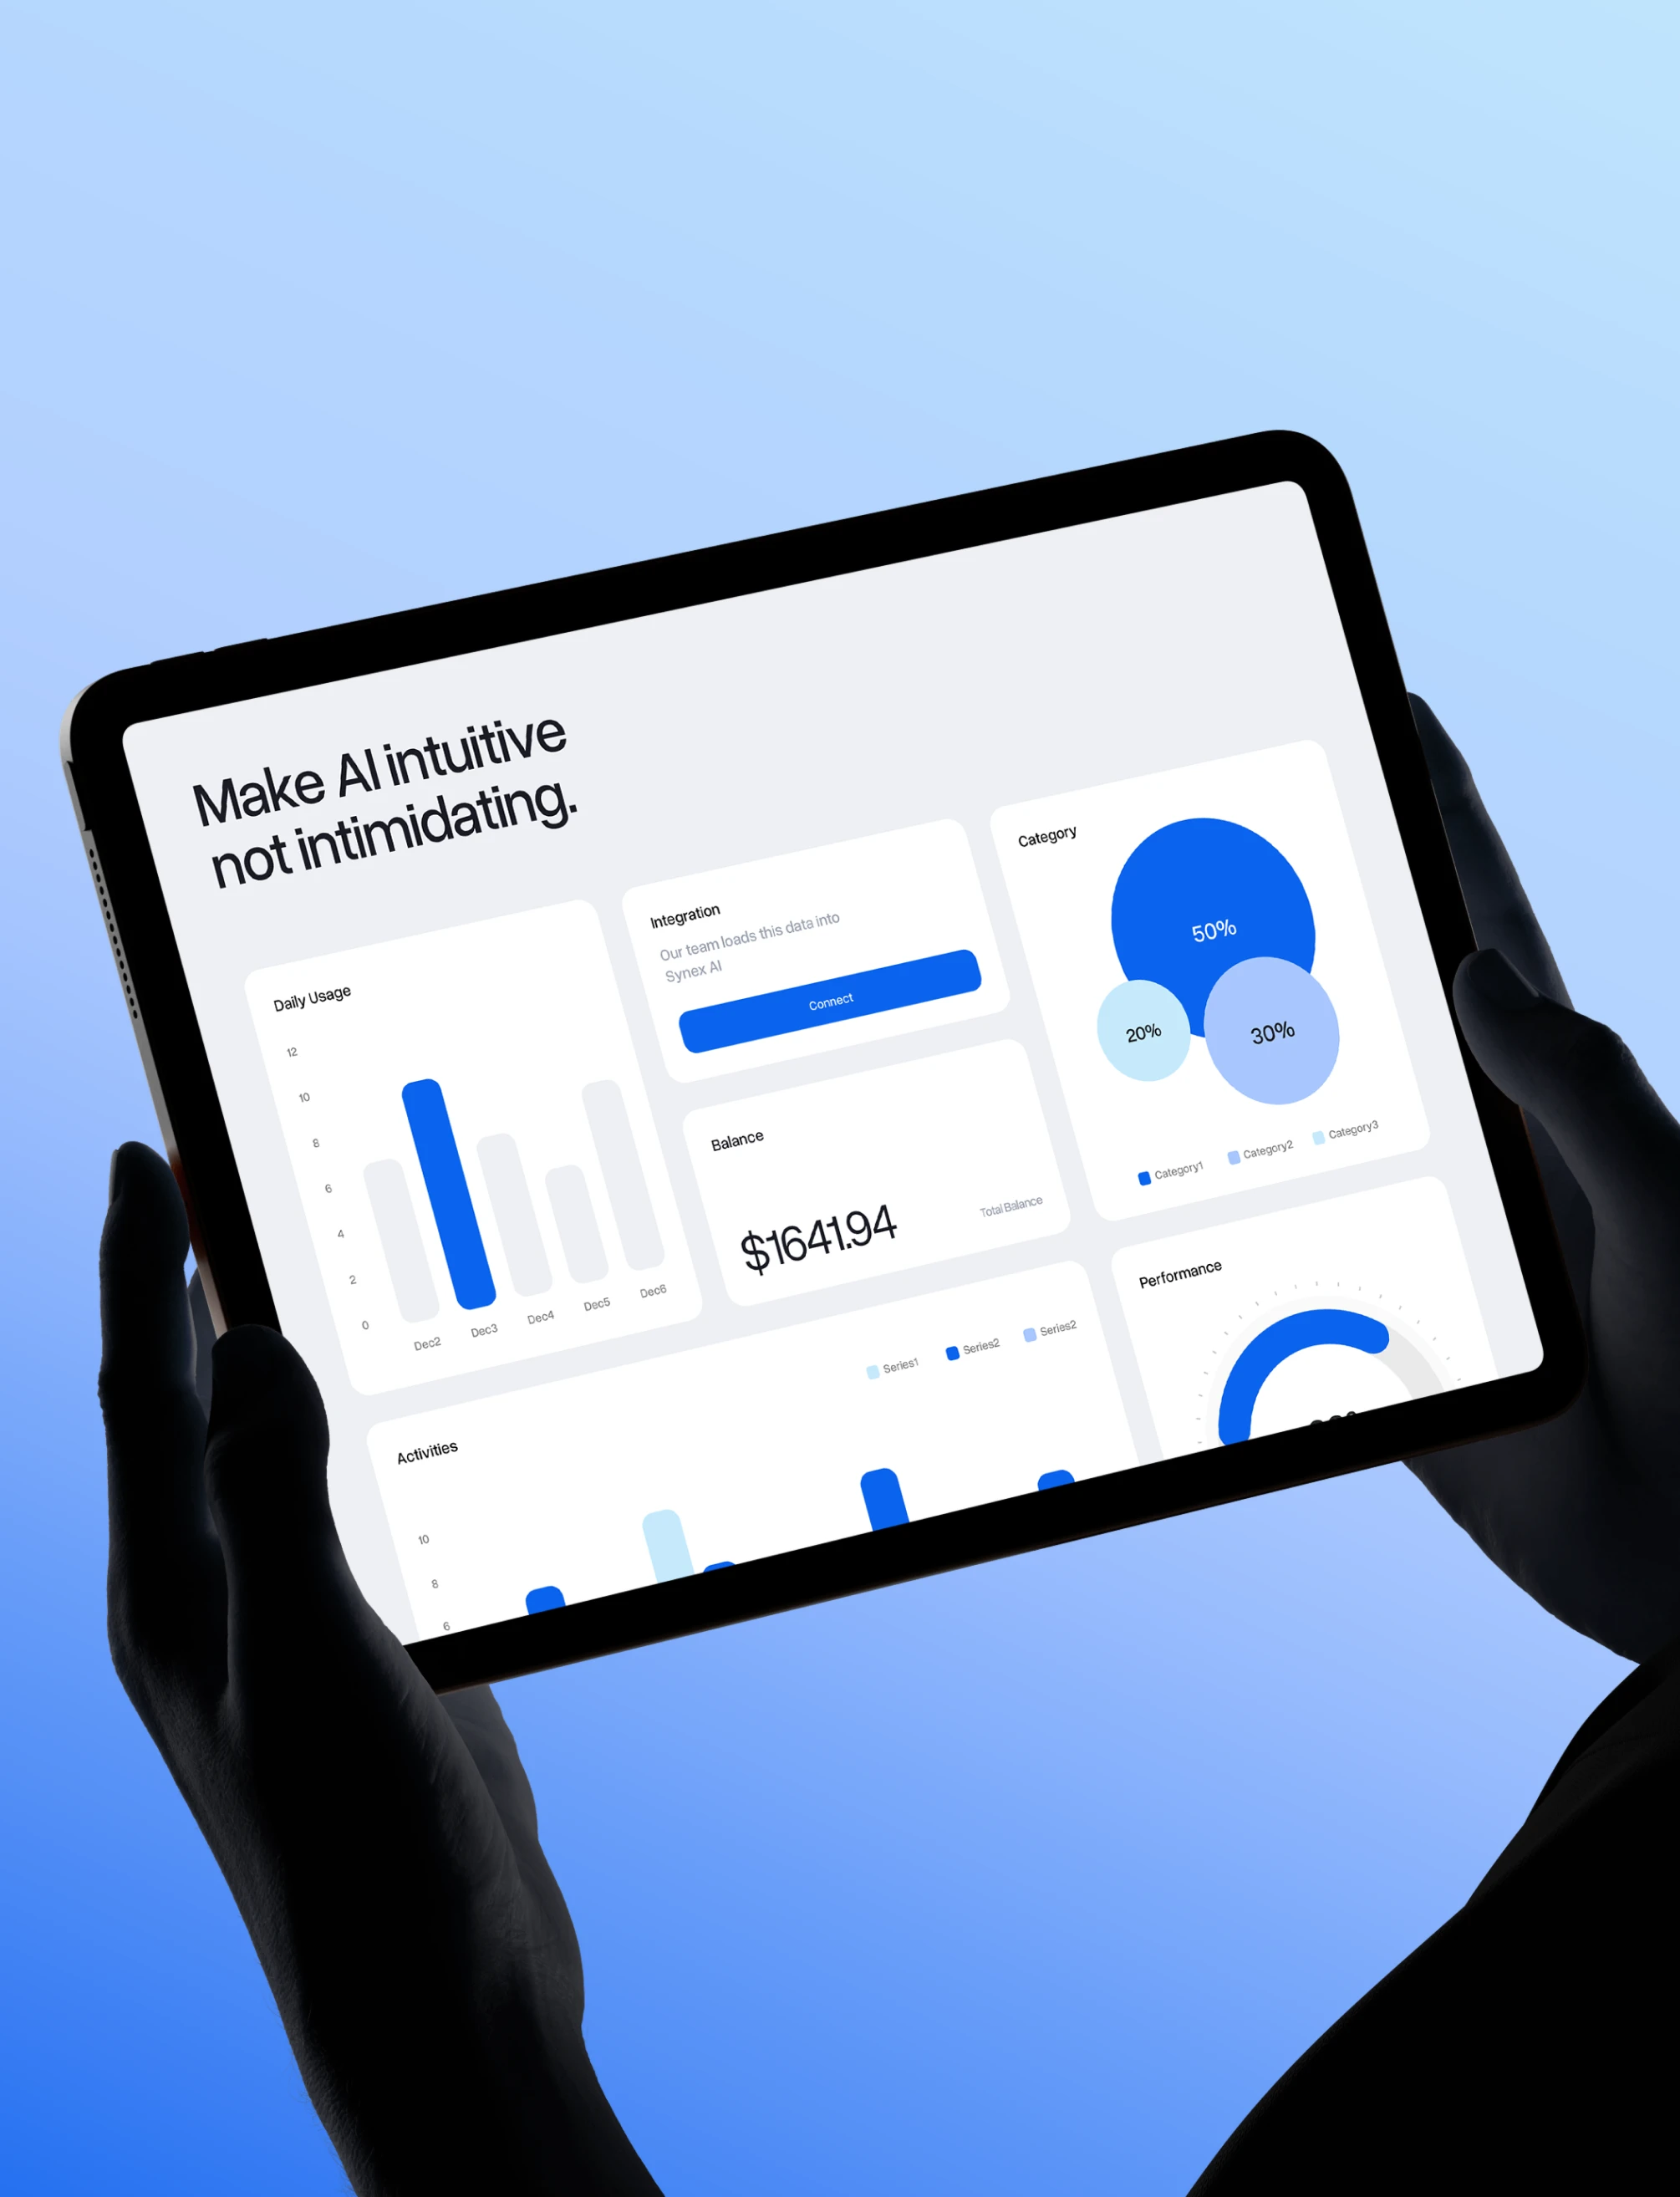 Make AI intuitive
not intimidating.
Daily Usage
12
10
8
6
4
2
0
Dec2
Dec3
Dec4
Dec5
Dec6
Integration
Our team loads this data into
Synex AI
Connect
Balance
$1641.94
Total Balance
Category
50%
20%
30%
Category1
Category2
Category3
Activities
Series1
Series2
Series2
10
8
6
Performance